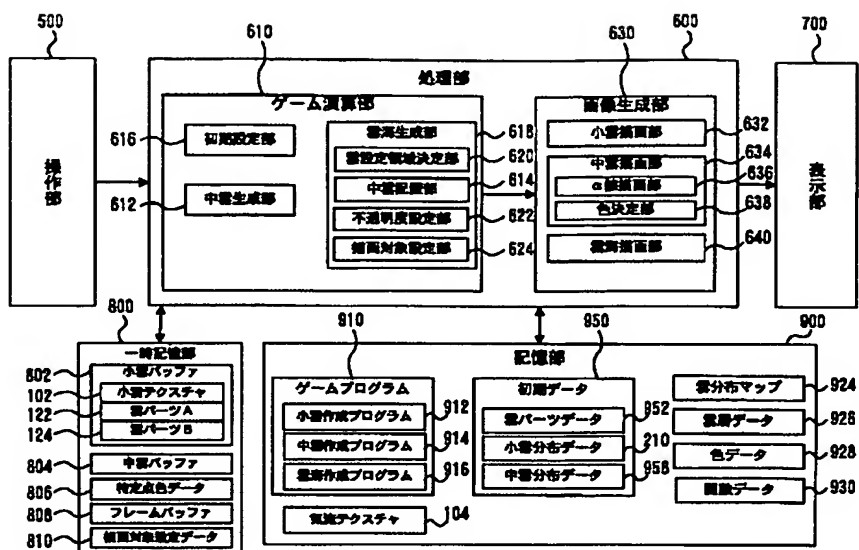 500
610
630
600
700
操作部
処理部
ゲーム演算部
616
初期設定部
612
中雲生成部
雲海生成部
618
雲設定領域決定部
620
中雲配置部
614
不透明度設定部
622
描画対象設定部
624
画像生成部
小雲描画部
632
中雲描画部
634
α値描画部
636
色決定部
638
雲海描画部
640
表示部
800
一時記憶部
802
小雲バッファ
102
小雲テクスチャ
122
雲パーツA
124
雲パーツB
804
中雲バッファ
806
特定点色データ
808
フレームバッファ
810
描画対象設定データ
910
950
900
記憶部
ゲームプログラム
小雲作成プログラム
912
中雲作成プログラム
914
雲海作成プログラム
916
気流テクスチャ
104
初期データ
雲パーツデータ
952
小雲分布データ
210
中雲分布データ
958
雲分布マップ
924
雲層データ
926
色データ
928
関数データ
930